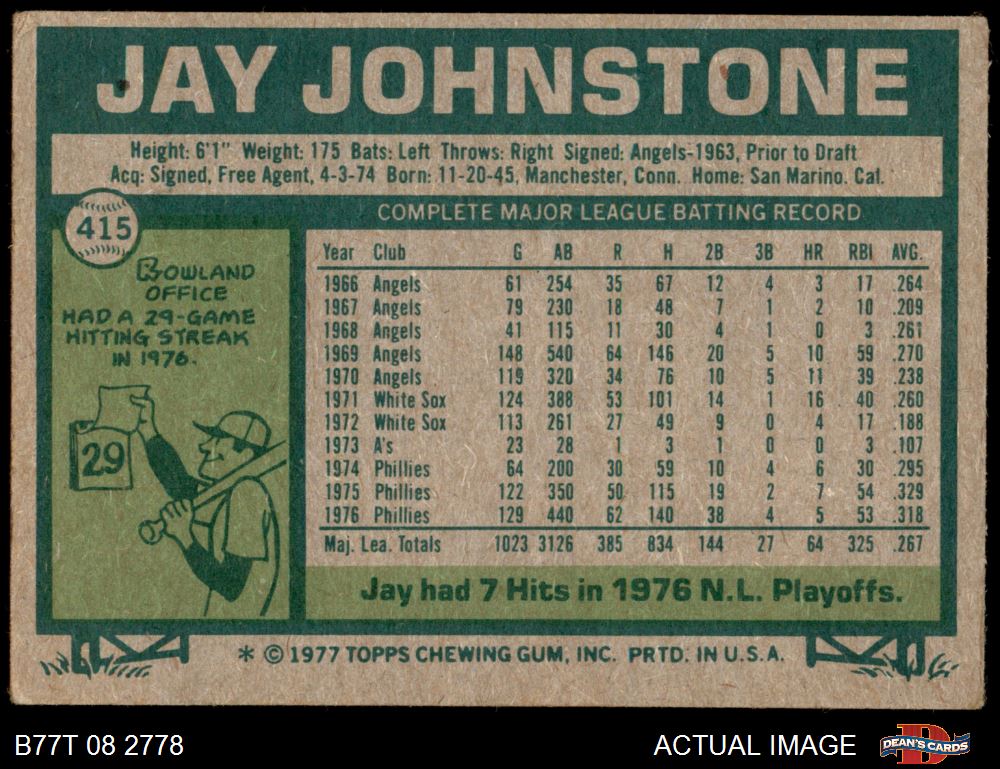 JAY JOHNSTONE
Height: 6'1" Weight: 175 Bats: Left Throws: Right Signed: Angels-1963, Prior to Draft
Acq: Signed, Free Agent, 4-3-74 Born: 11-20-45, Manchester, Conn. Home: San Marino. Cal.
415
COMPLETE MAJOR LEAGUE BATTING RECORD
ROWLAND
OFFICE
HAD A 29-GAME
HITTING STREAK
IN 1976.
29
Year Club G AB R H 2B 3B HR RBI AVG.
1966 Angels 61 254 35 67 12 4 3 17 .264
1967 Angels 79 230 18 48 7 1 2 10 .209
1968 Angels 41 115 11 30 4 1 0 3 .261
1969 Angels 148 540 64 146 20 5 10 59 .270
1970 Angels 119 320 34 76 10 5 11 39 .238
1971 White Sox 124 388 53 101 14 1 16 40 .260
1972 White Sox 113 261 27 49 9 0 4 17 .188
1973 A's 23 28 1 3 1 0 0 3 .107
1974 Phillies 64 200 30 59 10 4 6 30 .295
1975 Phillies 122 350 50 115 19 2 7 54 .329
1976 Phillies 129 440 62 140 38 4 5 53 .318
Maj. Lea. Totals 1023 3126 385 834 144 27 64 325 .267
Jay had 7 Hits in 1976 N.L. Playoffs.
* © 1977 TOPPS CHEWING GUM, INC. PRTD. IN U.S.A.
B77T 08 2778
ACTUAL IMAGE
DEAN'S CARDS